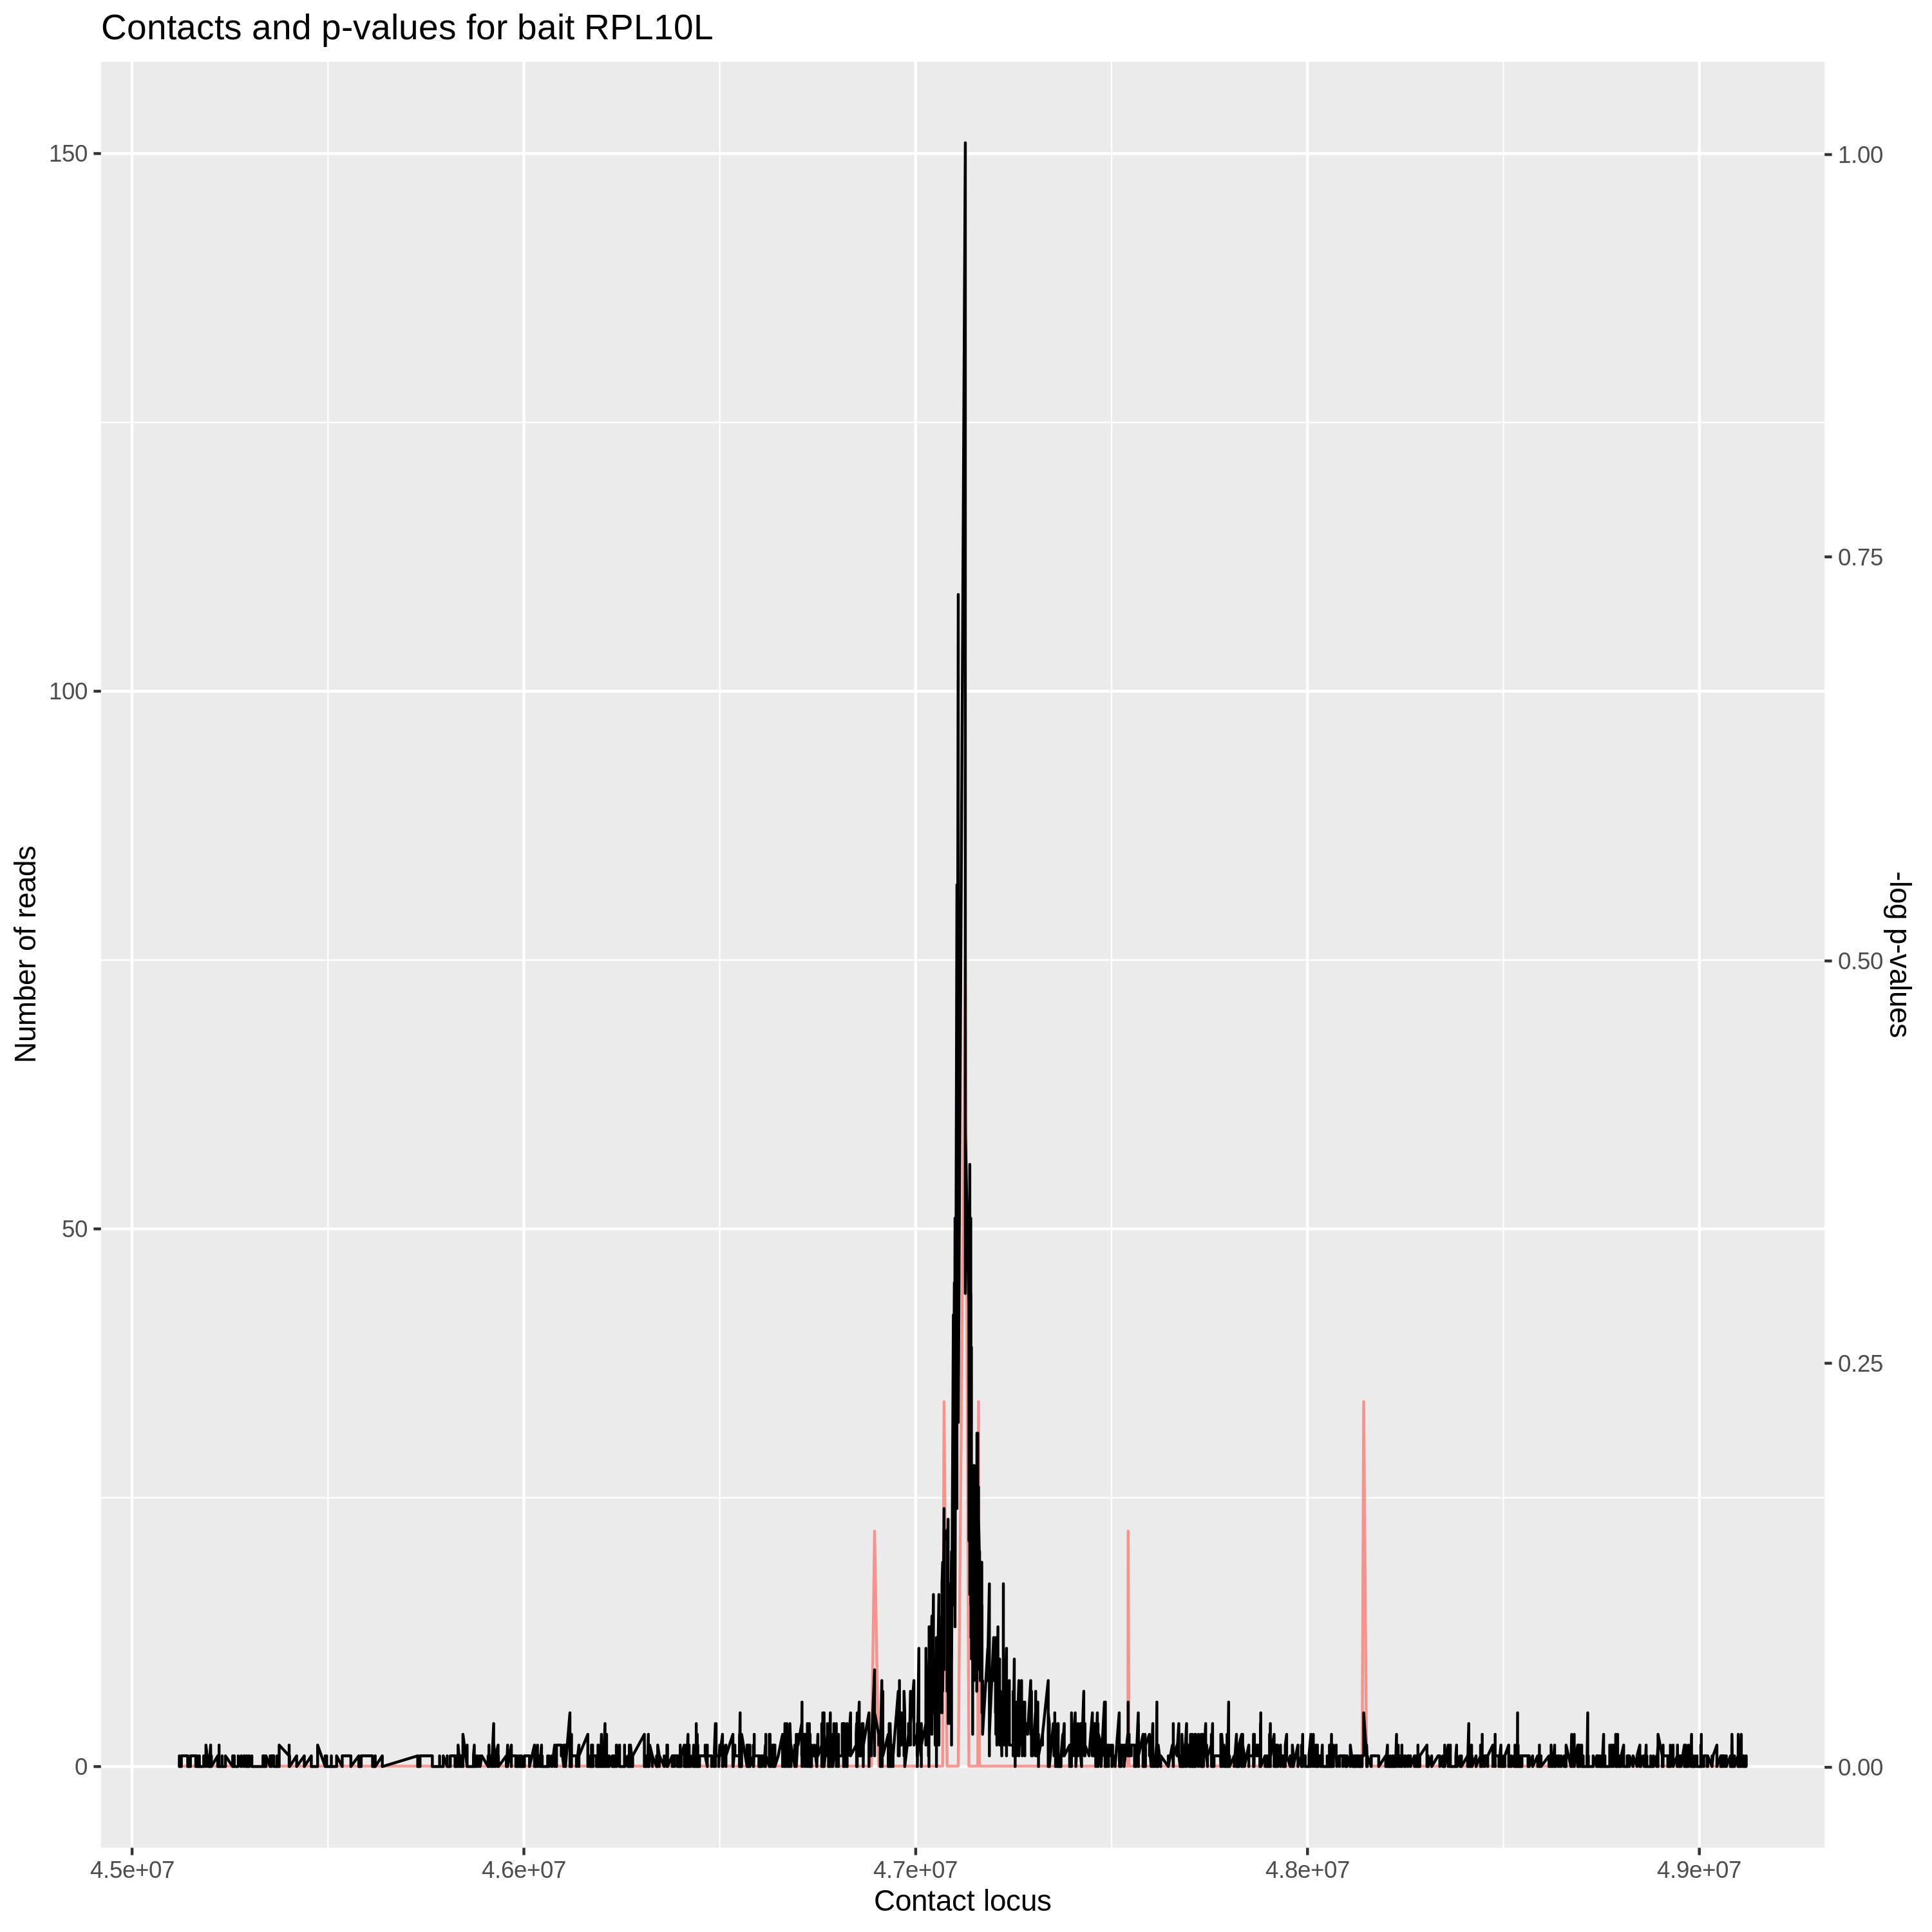 Contacts and p-values for bait RPL10L
150
100
50
0
Number of reads
1.00
0.75
0.50
0.25
0.00
-log p-values
4.5e+07
4.6e+07
4.7e+07
4.8e+07
4.9e+07
Contact locus